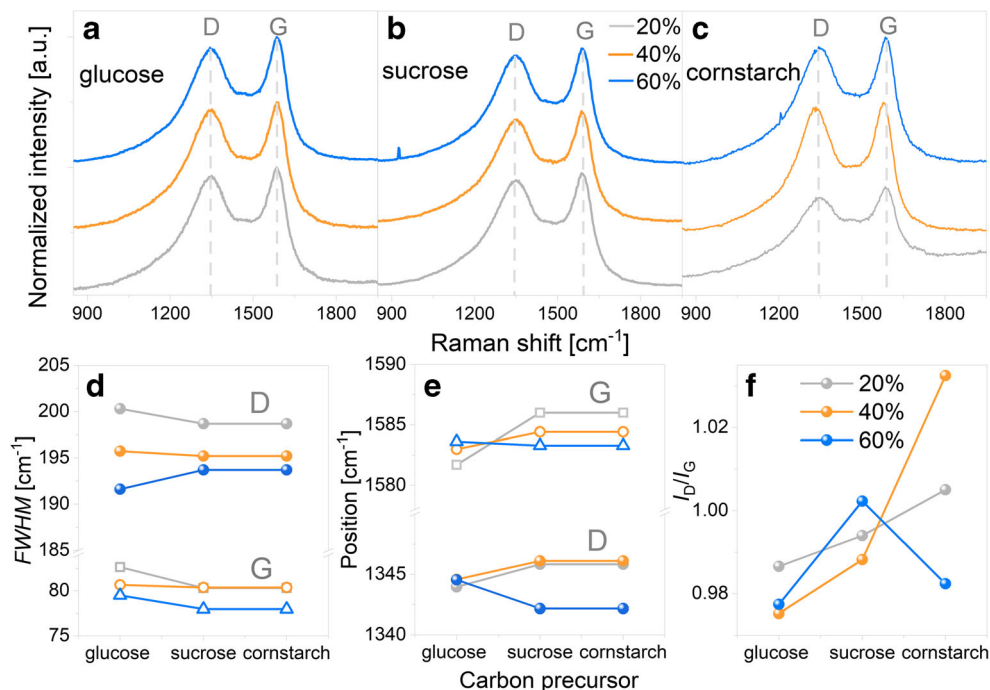 a
D
G
glucose
b
D
G
20%
40%
60%
sucrose
c
D
G
cornstarch
Normalized intensity [a.u.]
900 1200 1500 1800
900 1200 1500 1800
900 1200 1500 1800
Raman shift [cm⁻¹]
d
D
G
FWHM [cm⁻¹]
205
200
195
190
185
80
75
glucose sucrose cornstarch
e
G
D
Position [cm⁻¹]
1590
1585
1580
1345
1340
glucose sucrose cornstarch
Carbon precursor
f
20%
40%
60%
I_D/I_G
1.02
1.00
0.98
glucose sucrose cornstarch